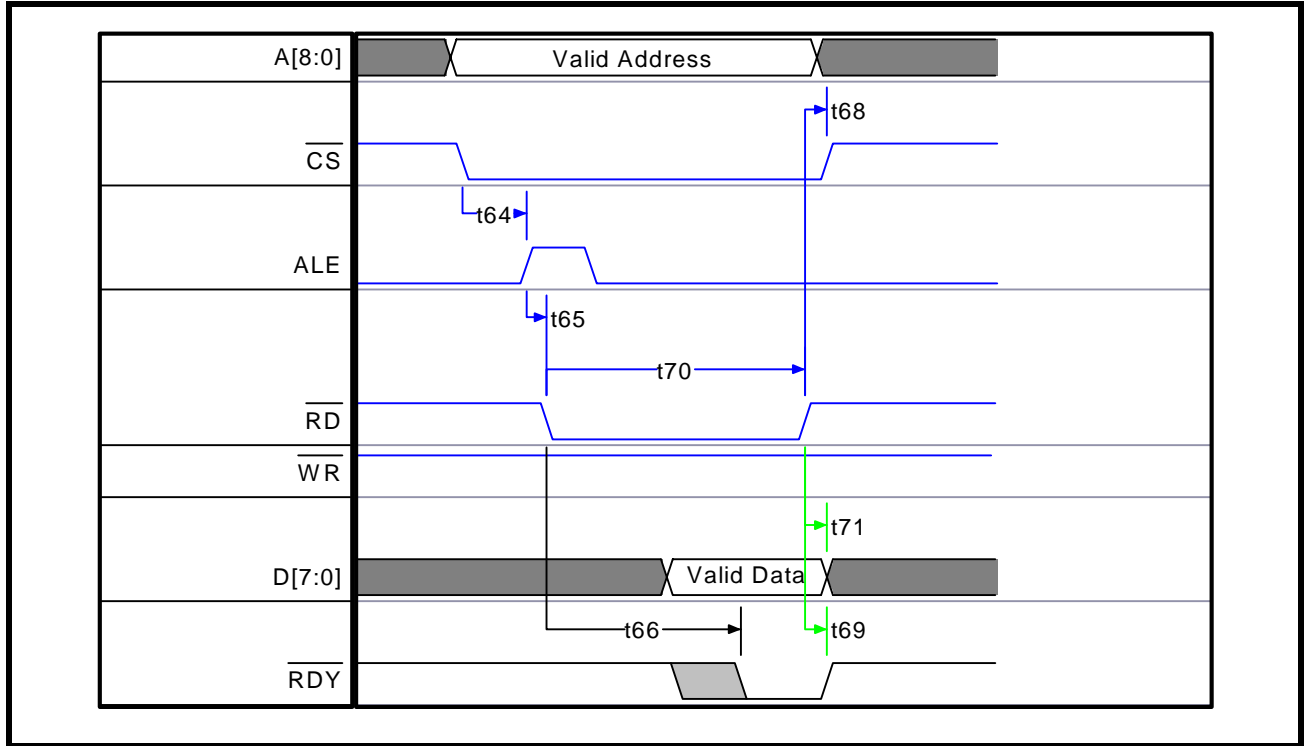 A[8:0]
Valid Address
t68
CS
t64
ALE
t65
t70
RD
WR
t71
D[7:0]
Valid Data
t66
t69
RDY